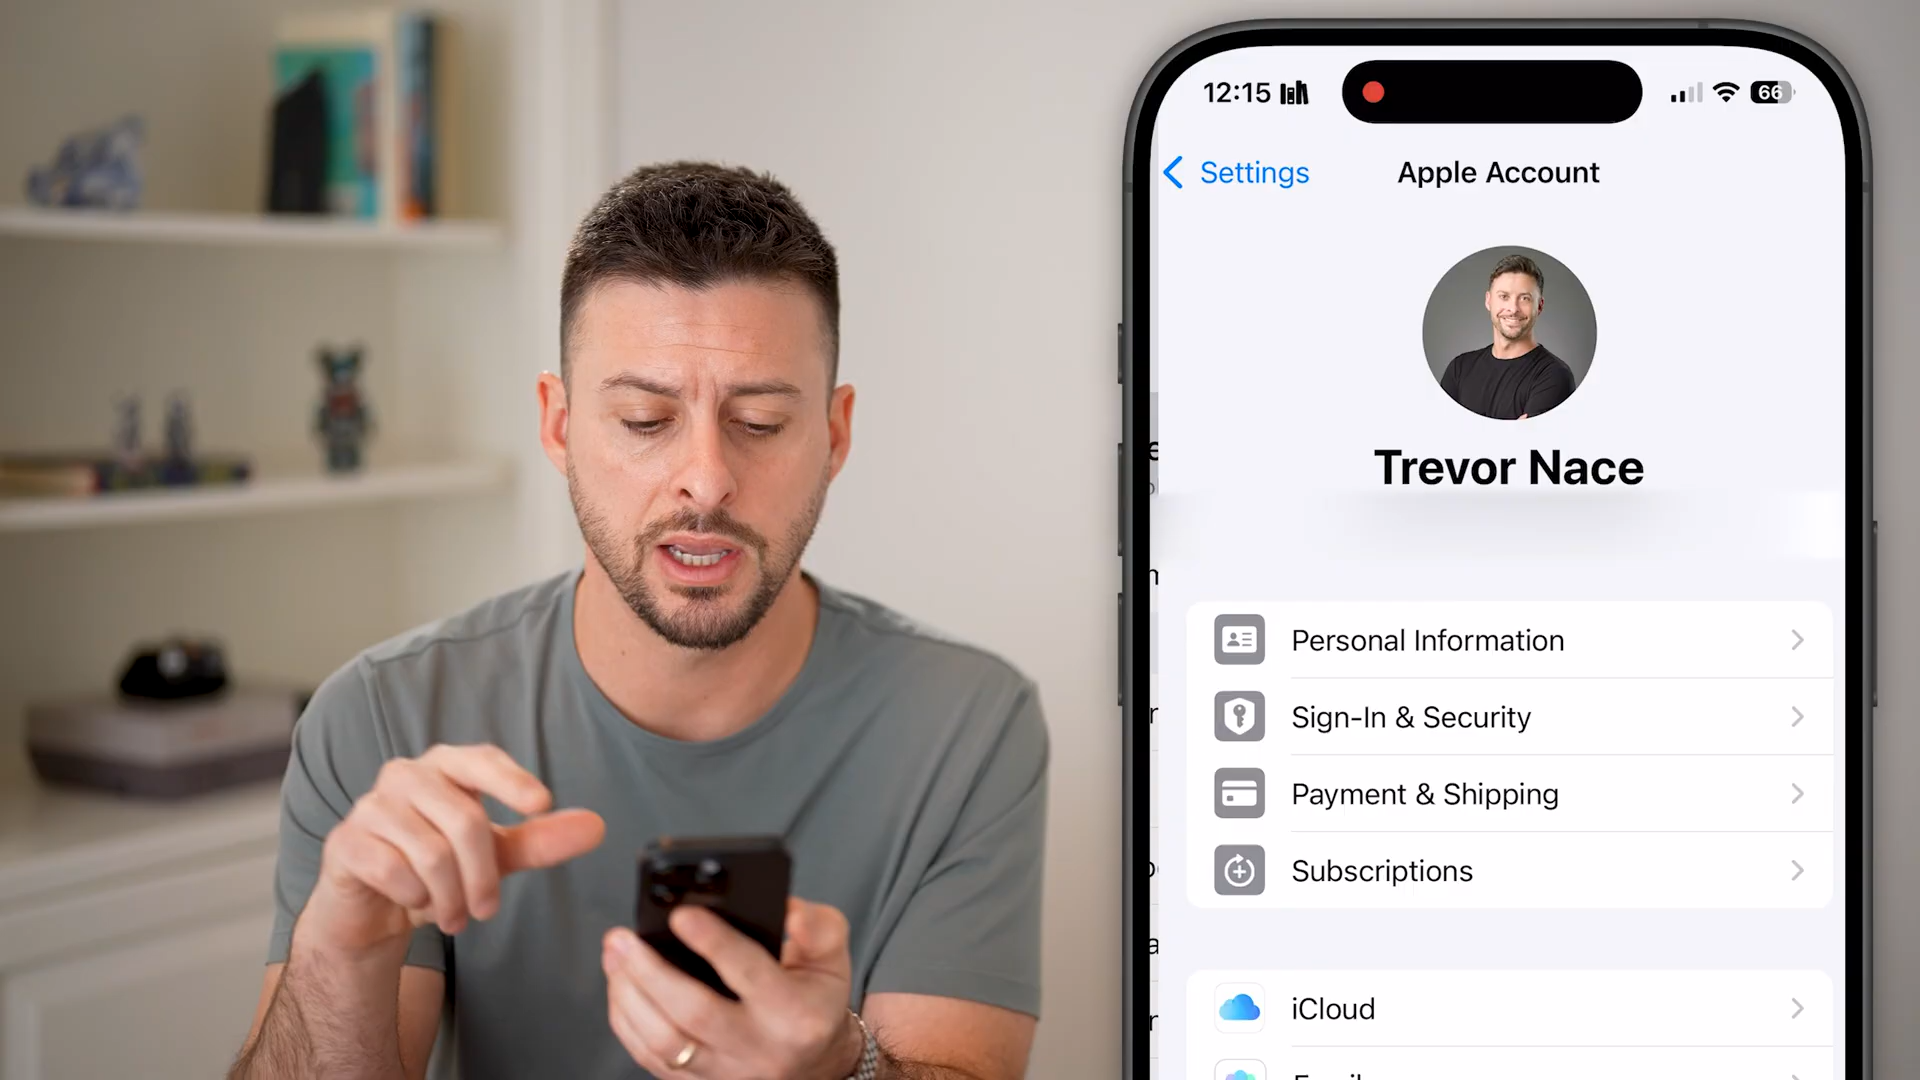 12:15
66
Settings
Apple Account
Trevor Nace
Personal Information
Sign-In & Security
Payment & Shipping
Subscriptions
iCloud